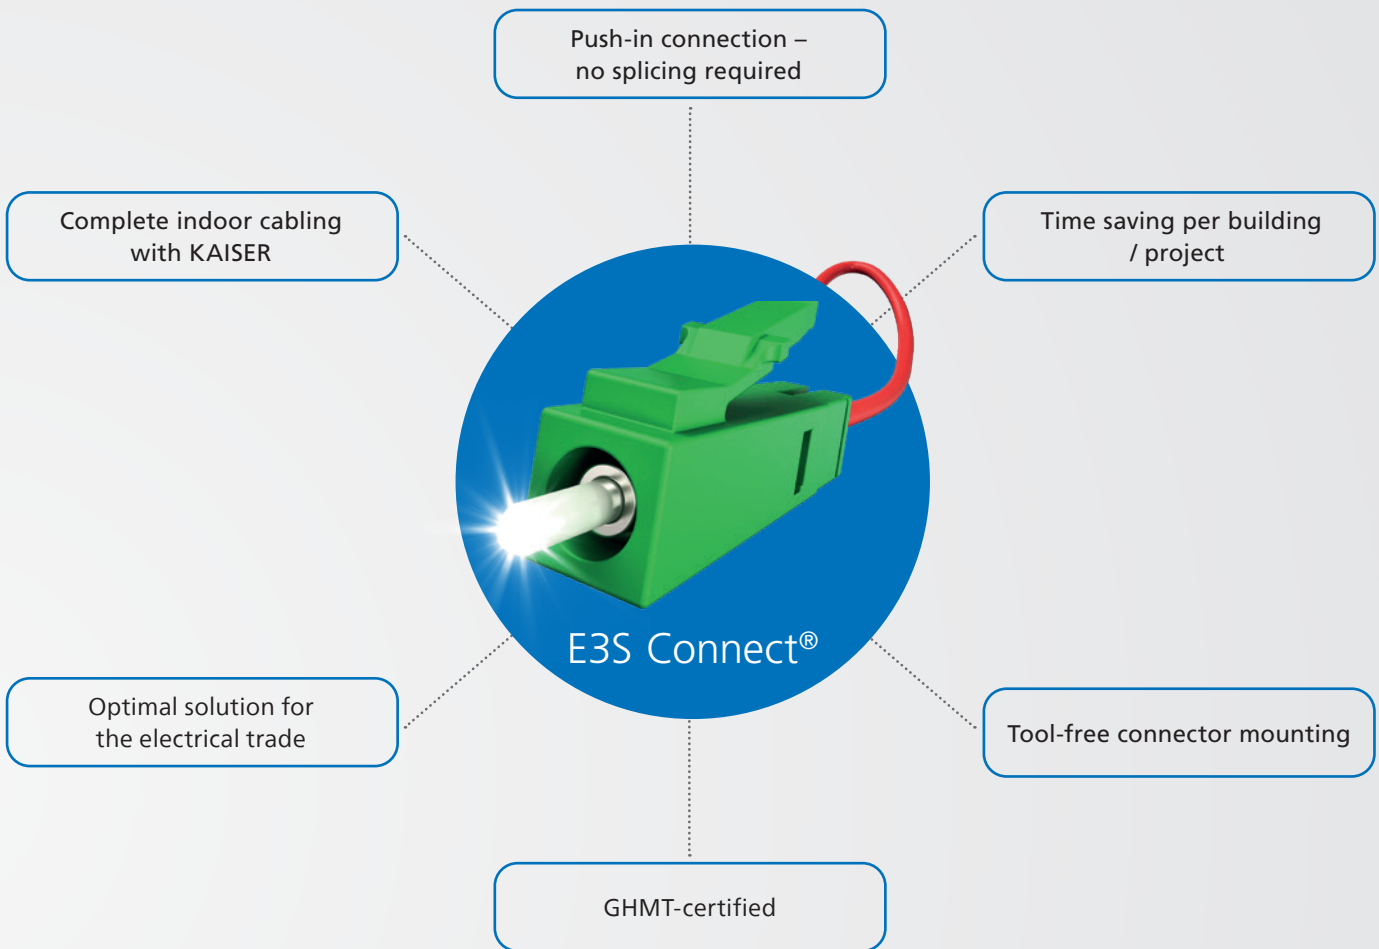 Push-in connection –
no splicing required
Complete indoor cabling
with KAISER
Time saving per building
/ project
E3S Connect®
Optimal solution for
the electrical trade
Tool-free connector mounting
GHMT-certified